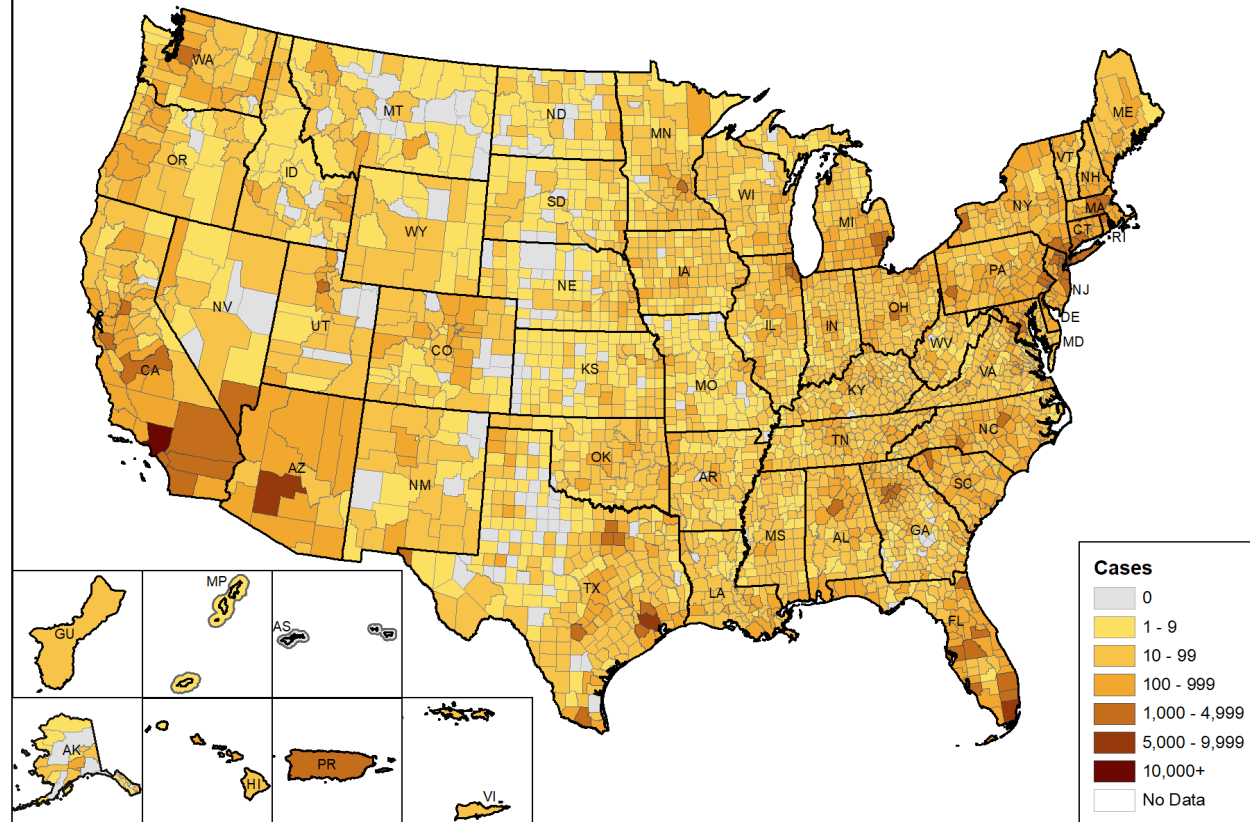 WA
MT
ND
MN
ME
OR
ID
SD
WI
VT
NH
NY
MA
MI
CT
RI
WY
IA
PA
NV
NE
NJ
OH
UT
IL
IN
DE
CO
WV
MD
CA
KS
MO
VA
KY
NC
TN
AZ
OK
NM
AR
SC
MS
AL
GA
TX
LA
FL
GU
MP
AS
AK
HI
PR
VI
Cases
0
1 - 9
10 - 99
100 - 999
1,000 - 4,999
5,000 - 9,999
10,000+
No Data